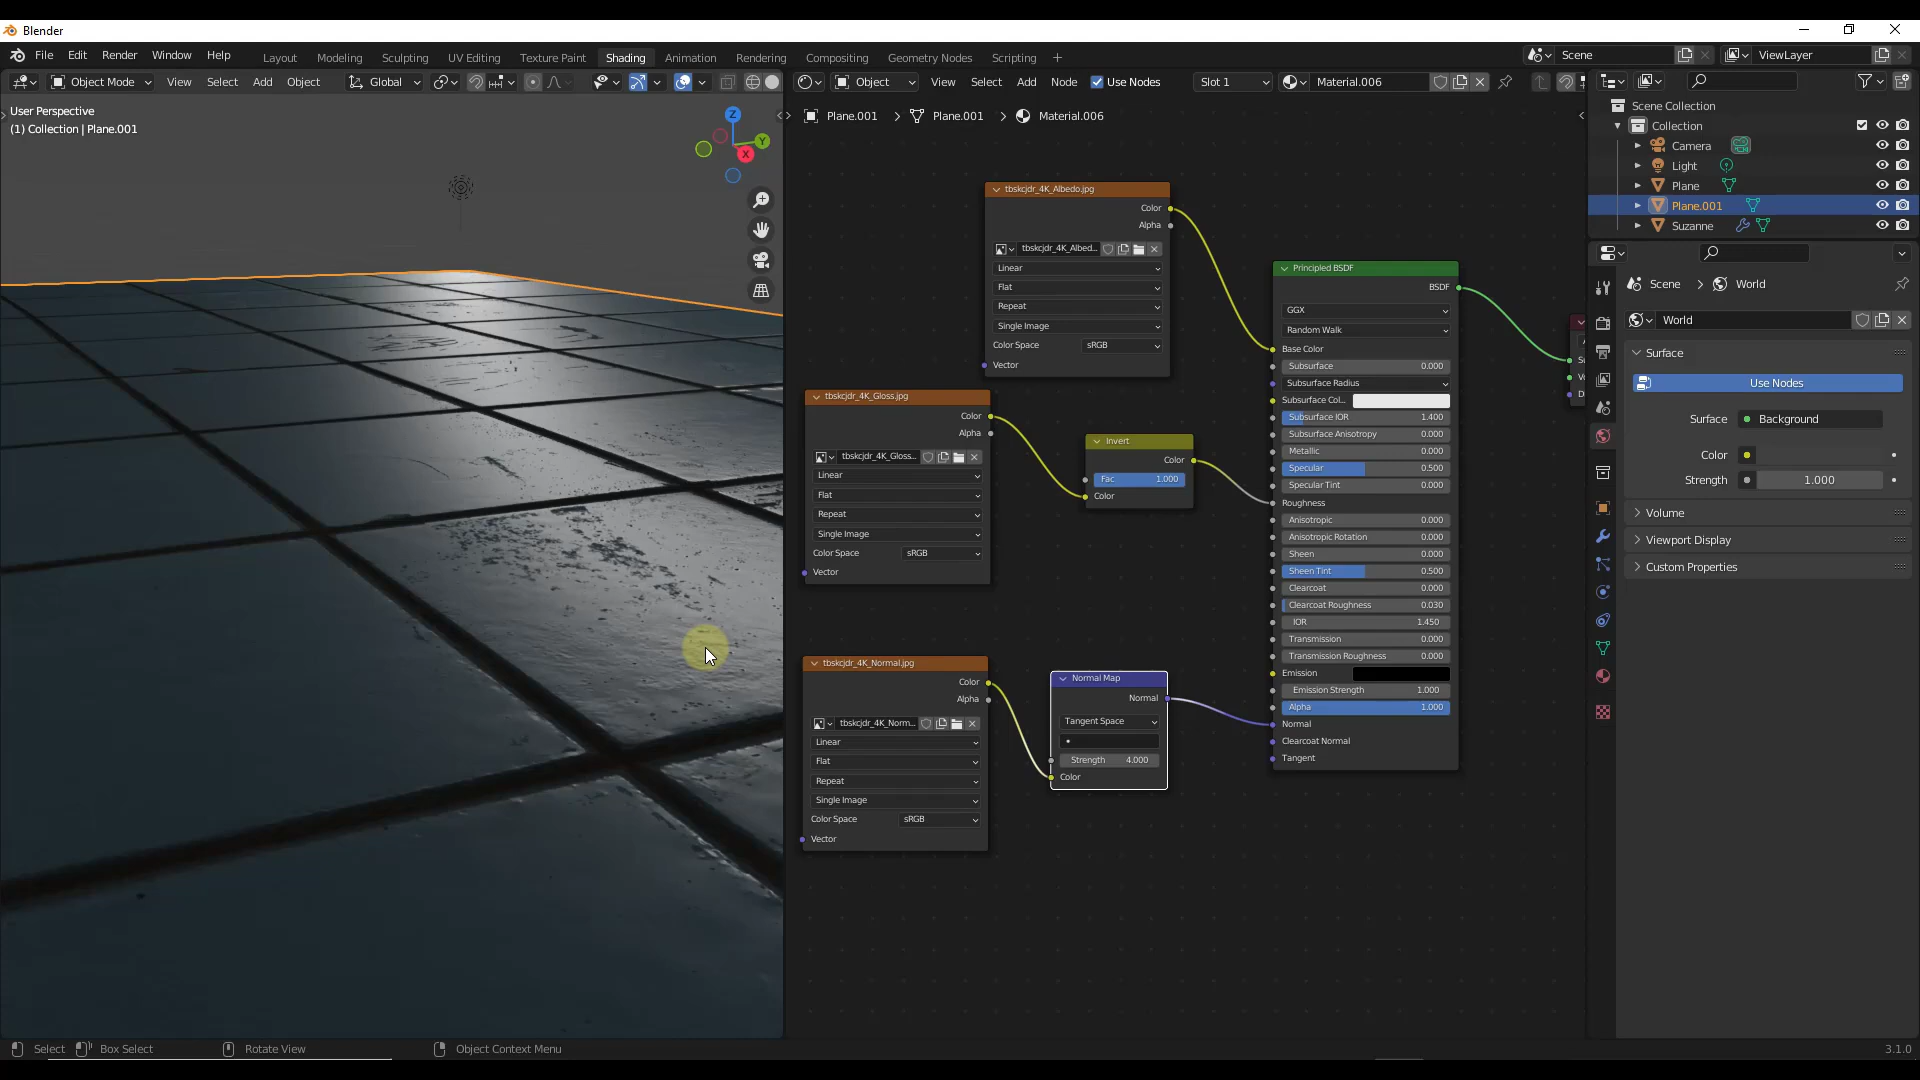 Blender
File Edit Render Window Help
Layout Modeling Sculpting UV Editing Texture Paint Shading Animation Rendering Compositing Geometry Nodes Scripting +
Scene
ViewLayer
Object Mode View Select Add Object Global
Object View Select Add Node Use Nodes Slot 1 Material.006
User Perspective
(1) Collection | Plane.001
Z
Y
X
Plane.001 > Plane.001 > Material.006
tbskcjdr_4K_Albedo.jpg
Color
Alpha
tbskcjdr_4K_Albed...
Linear
Flat
Repeat
Single Image
Color Space sRGB
Vector
tbskcjdr_4K_Gloss.jpg
Color
Alpha
tbskcjdr_4K_Gloss...
Linear
Flat
Repeat
Single Image
Color Space sRGB
Vector
Invert
Color
Fac 1.000
Color
tbskcjdr_4K_Normal.jpg
Color
Alpha
tbskcjdr_4K_Norm...
Linear
Flat
Repeat
Single Image
Color Space sRGB
Vector
Normal Map
Normal
Tangent Space
Strength 4.000
Color
Principled BSDF
BSDF
GGX
Random Walk
Base Color
Subsurface 0.000
Subsurface Radius
Subsurface Col...
Subsurface IOR 1.400
Subsurface Anisotropy 0.000
Metallic 0.000
Specular 0.500
Specular Tint 0.000
Roughness
Anisotropic 0.000
Anisotropic Rotation 0.000
Sheen 0.000
Sheen Tint 0.500
Clearcoat 0.000
Clearcoat Roughness 0.030
IOR 1.450
Transmission 0.000
Transmission Roughness 0.000
Emission
Emission Strength 1.000
Alpha 1.000
Normal
Clearcoat Normal
Tangent
Scene Collection
Collection
Camera
Light
Plane
Plane.001
Suzanne
Scene > World
World
Surface
Use Nodes
Surface Background
Color
Strength 1.000
Volume
Viewport Display
Custom Properties
Select Box Select Rotate View Object Context Menu
3.1.0